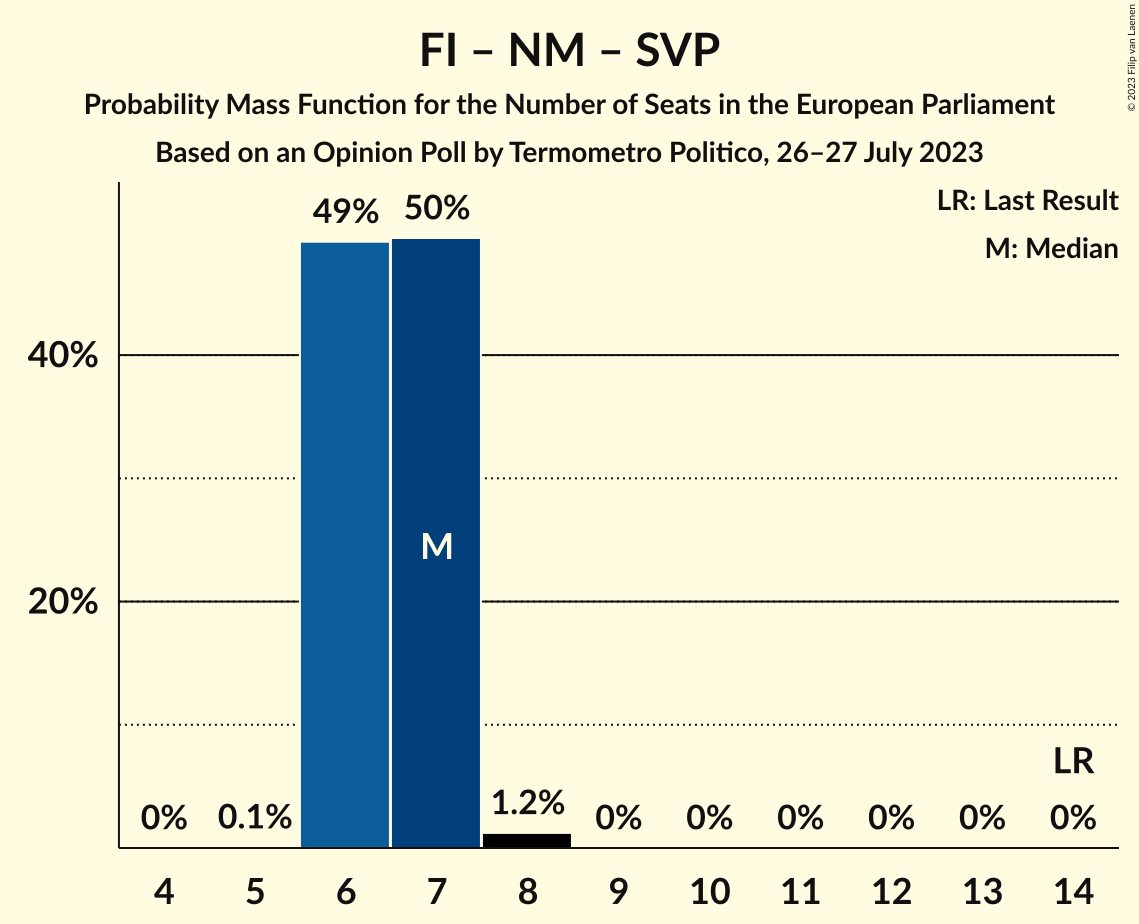 FI – NM – SVP
Probability Mass Function for the Number of Seats in the European Parliament
Based on an Opinion Poll by Termometro Politico, 26–27 July 2023
© 2023 Filip van Laenen
LR: Last Result
M: Median
49%
50%
40%
M
20%
LR
0%
0.1%
1.2%
0%
0%
0%
0%
0%
0%
4 5 6 7 8 9 10 11 12 13 14